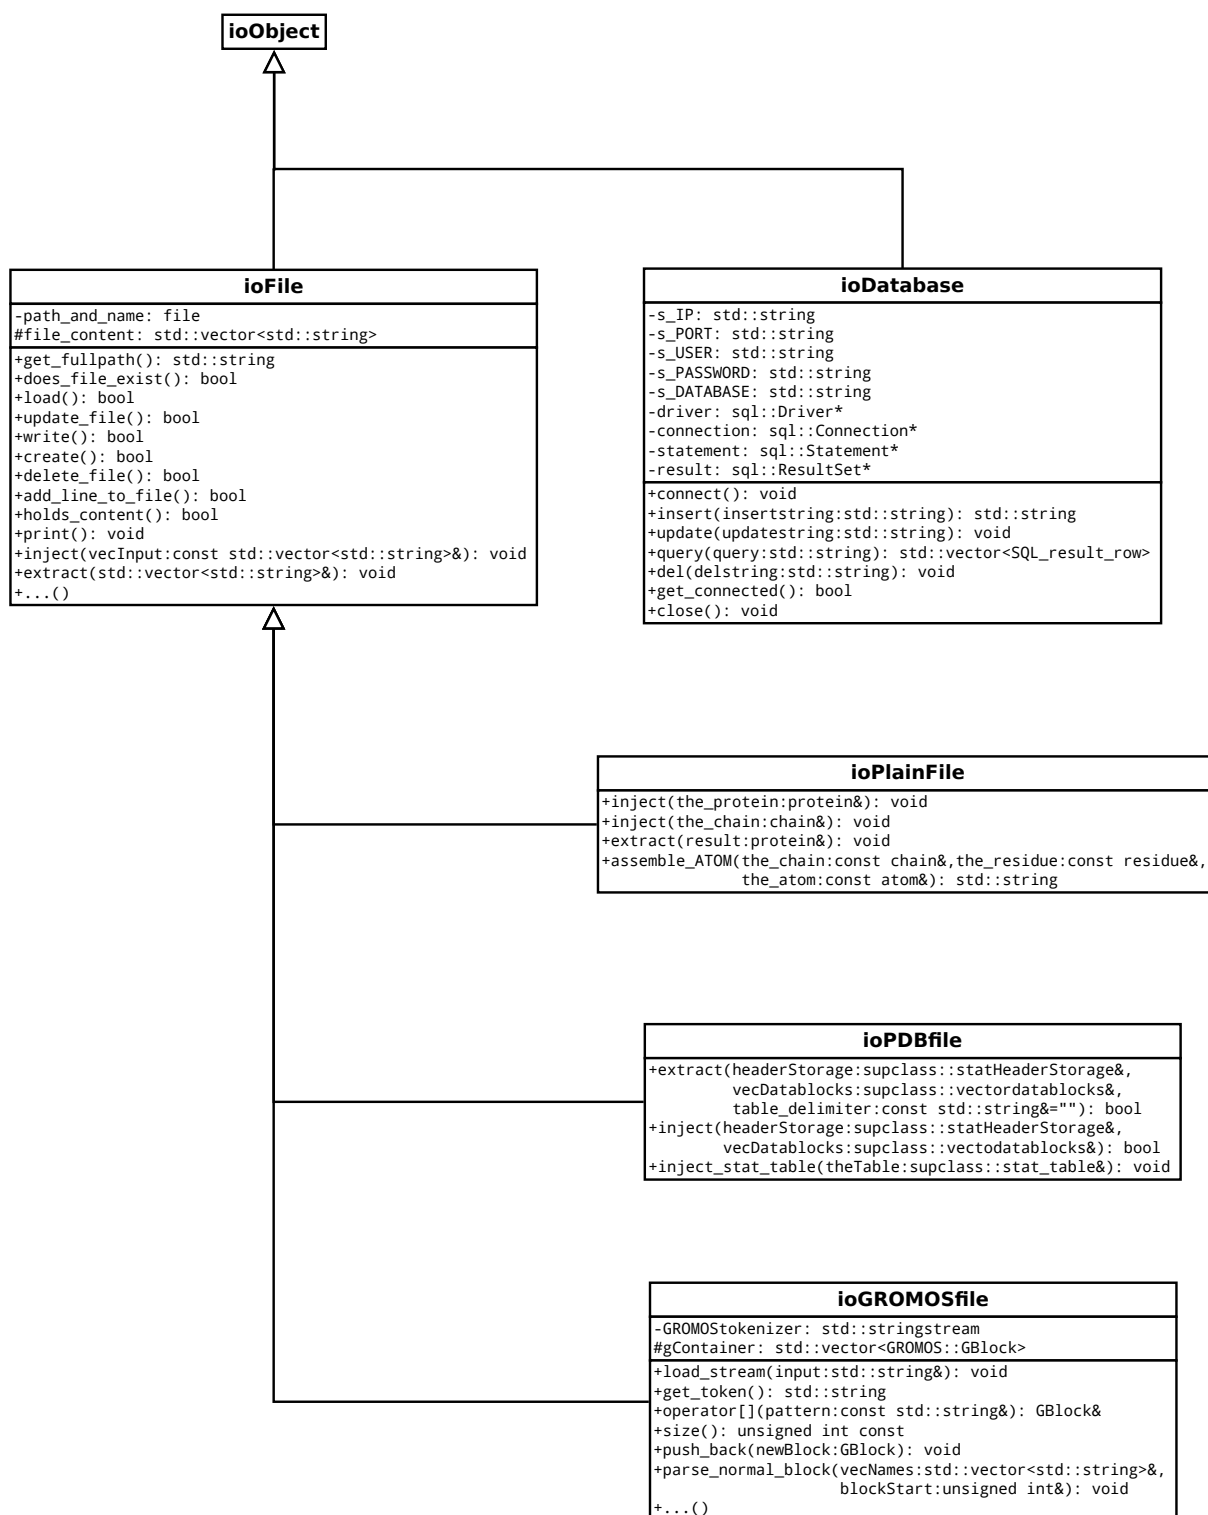 ioObject
ioFile
-path_and_name: file
#file_content: std::vector<std::string>
+get_fullpath(): std::string
+does_file_exist(): bool
+load(): bool
+update_file(): bool
+write(): bool
+create(): bool
+delete_file(): bool
+add_line_to_file(): bool
+holds_content(): bool
+print(): void
+inject(vecInput:const std::vector<std::string>&): void
+extract(std::vector<std::string>&): void
+...()
ioDatabase
-s_IP: std::string
-s_PORT: std::string
-s_USER: std::string
-s_PASSWORD: std::string
-s_DATABASE: std::string
-driver: sql::Driver*
-connection: sql::Connection*
-statement: sql::Statement*
-result: sql::ResultSet*
+connect(): void
+insert(insertstring:std::string): std::string
+update(updatestring:std::string): void
+query(query:std::string): std::vector<SQL_result_row>
+del(delstring:std::string): void
+get_connected(): bool
+close(): void
ioPlainFile
+inject(the_protein:protein&): void
+inject(the_chain:chain&): void
+extract(result:protein&): void
+assemble_ATOM(the_chain:const chain&,the_residue:const residue&,
the_atom:const atom&): std::string
ioPDBfile
+extract(headerStorage:supclass::statHeaderStorage&,
vecDatablocks:supclass::vectordatablocks&,
table_delimiter:const std::string&=""): bool
+inject(headerStorage:supclass::statHeaderStorage&,
vecDatablocks:supclass::vectodatablocks&): bool
+inject_stat_table(theTable:supclass::stat_table&): void
ioGROMOSfile
-GROMOStokenizer: std::stringstream
#gContainer: std::vector<GROMOS::GBlock>
+load_stream(input:std::string&): void
+get_token(): std::string
+operator[](pattern:const std::string&): GBlock&
+size(): unsigned int const
+push_back(newBlock:GBlock): void
+parse_normal_block(vecNames:std::vector<std::string>&,
blockStart:unsigned int&): void
+...()